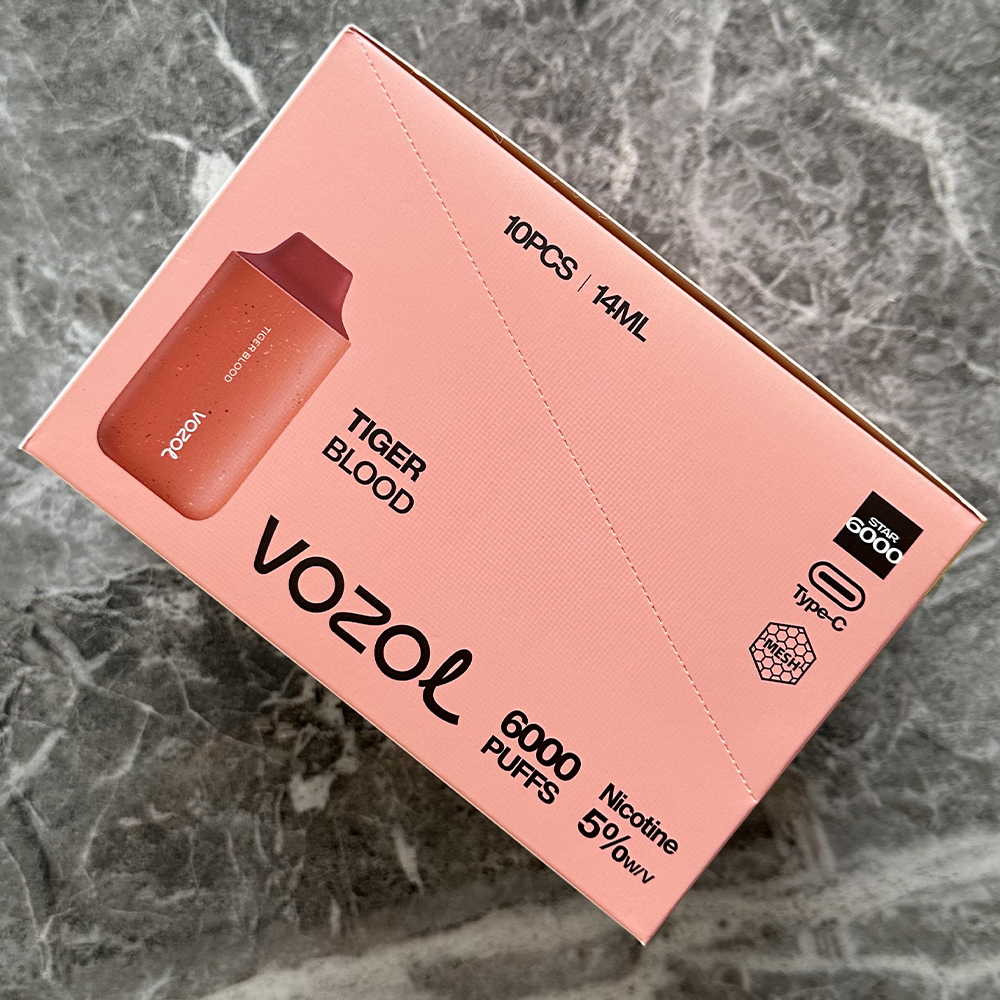 10PCS | 14ML
TIGER BLOOD
vozol
TIGER
BLOOD
vozol
STAR
6000
Type-C
MESH
6000
PUFFS
Nicotine
5%w/v